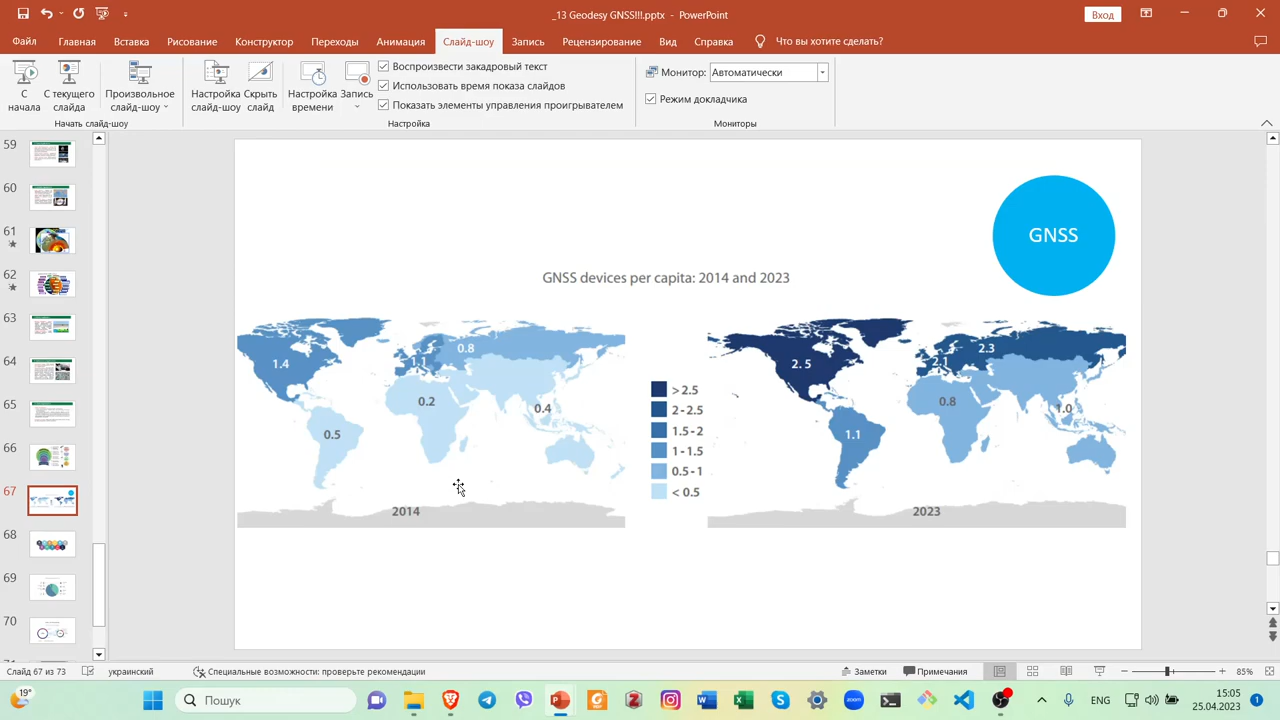 _13 Geodesy GNSS!!!.pptx - PowerPoint
Вход
Файл Главная Вставка Рисование Конструктор Переходы Анимация Слайд-шоу Запись Рецензирование Вид Справка Что вы хотите сделать?
С начала
С текущего слайда
Произвольное слайд-шоу
Начать слайд-шоу
Настройка слайд-шоу
Скрыть слайд
Настройка времени
Запись
Воспроизвести закадровый текст
Использовать время показа слайдов
Показать элементы управления проигрывателем
Настройка
Монитор: Автоматически
Режим докладчика
Мониторы
59
60
61
62
63
64
65
66
67
68
69
70
GNSS
GNSS devices per capita: 2014 and 2023
1.4
1.1
0.8
0.2
0.4
0.5
2014
> 2.5
2 - 2.5
1.5 - 2
1 - 1.5
0.5 - 1
< 0.5
2.5
2.1
2.3
0.8
1.0
1.1
2023
Слайд 67 из 73 украинский Специальные возможности: проверьте рекомендации Заметки Примечания 85%
19°
Пошук
ENG
15:05
25.04.2023
1